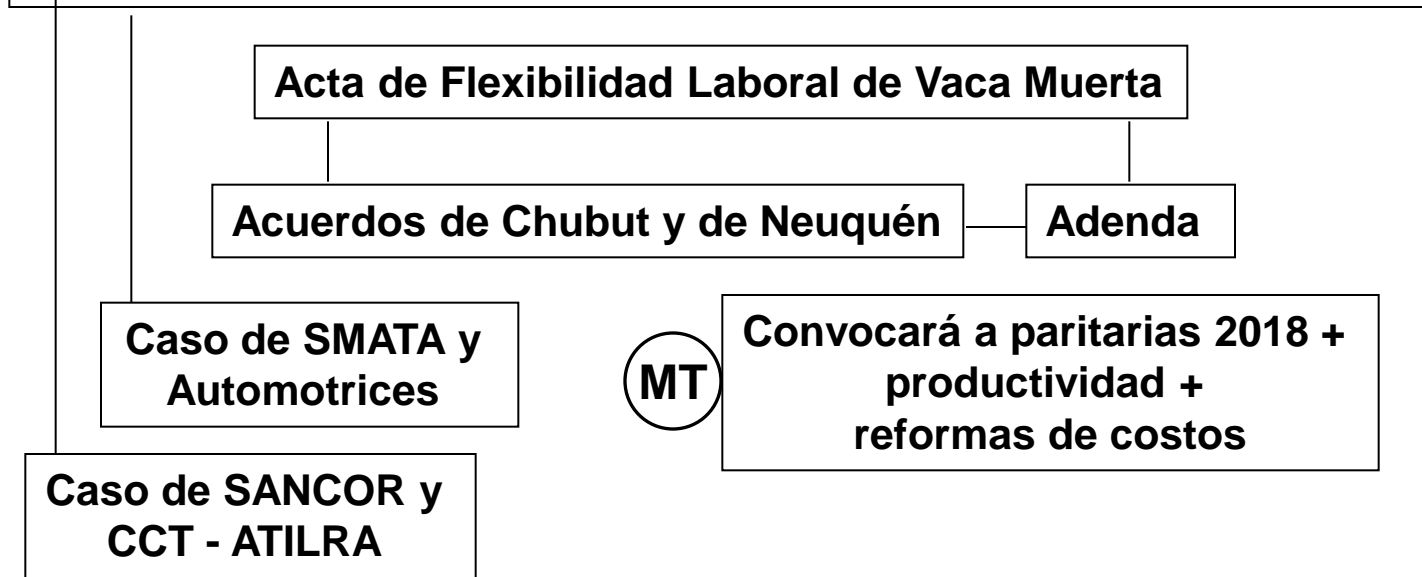 Acta de Flexibilidad Laboral de Vaca Muerta
Acuerdos de Chubut y de Neuquén
Adenda
Caso de SMATA y
Automotrices
MT
Convocará a paritarias 2018 +
productividad +
reformas de costos
Caso de SANCOR y
CCT - ATILRA